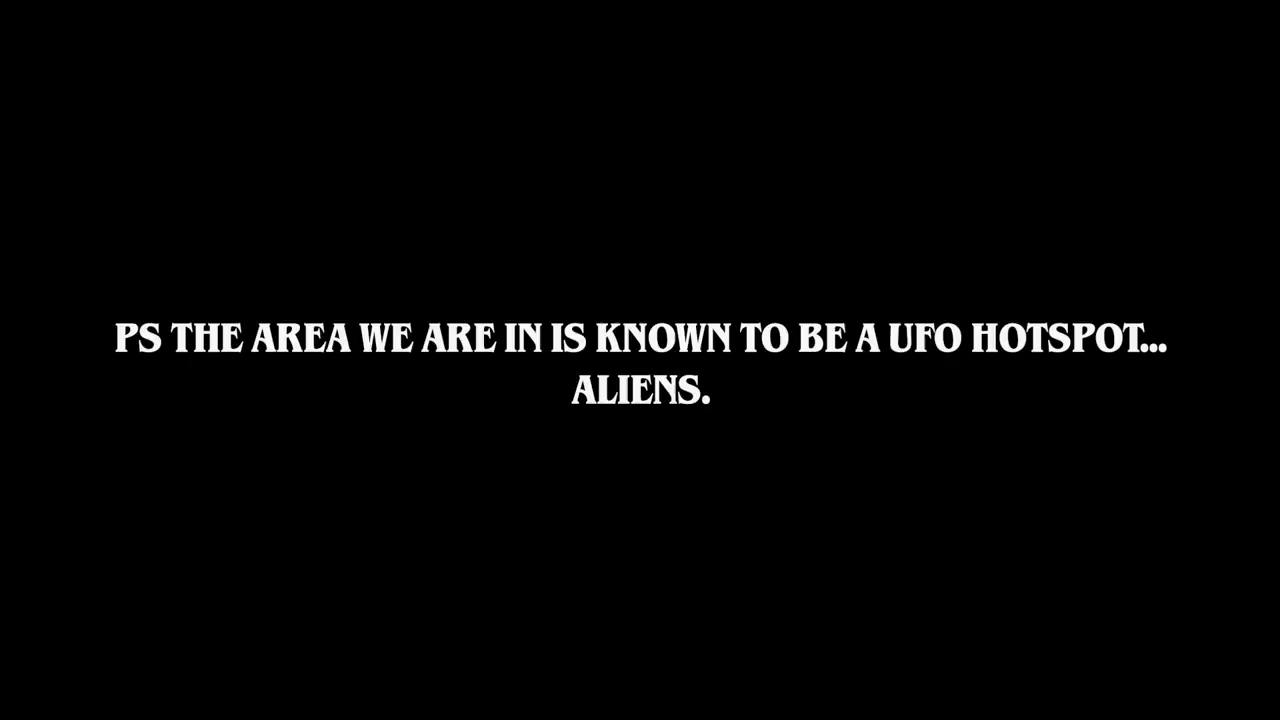 PS THE AREA WE ARE IN IS KNOWN TO BE A UFO HOTSPOT...
ALIENS.